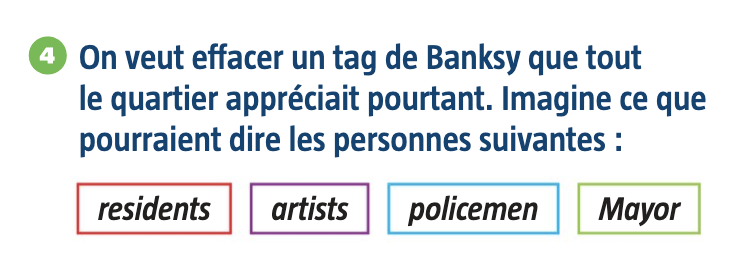 4 On veut effacer un tag de Banksy que tout
le quartier appréciait pourtant. Imagine ce que
pourraient dire les personnes suivantes :
residents artists policemen Mayor